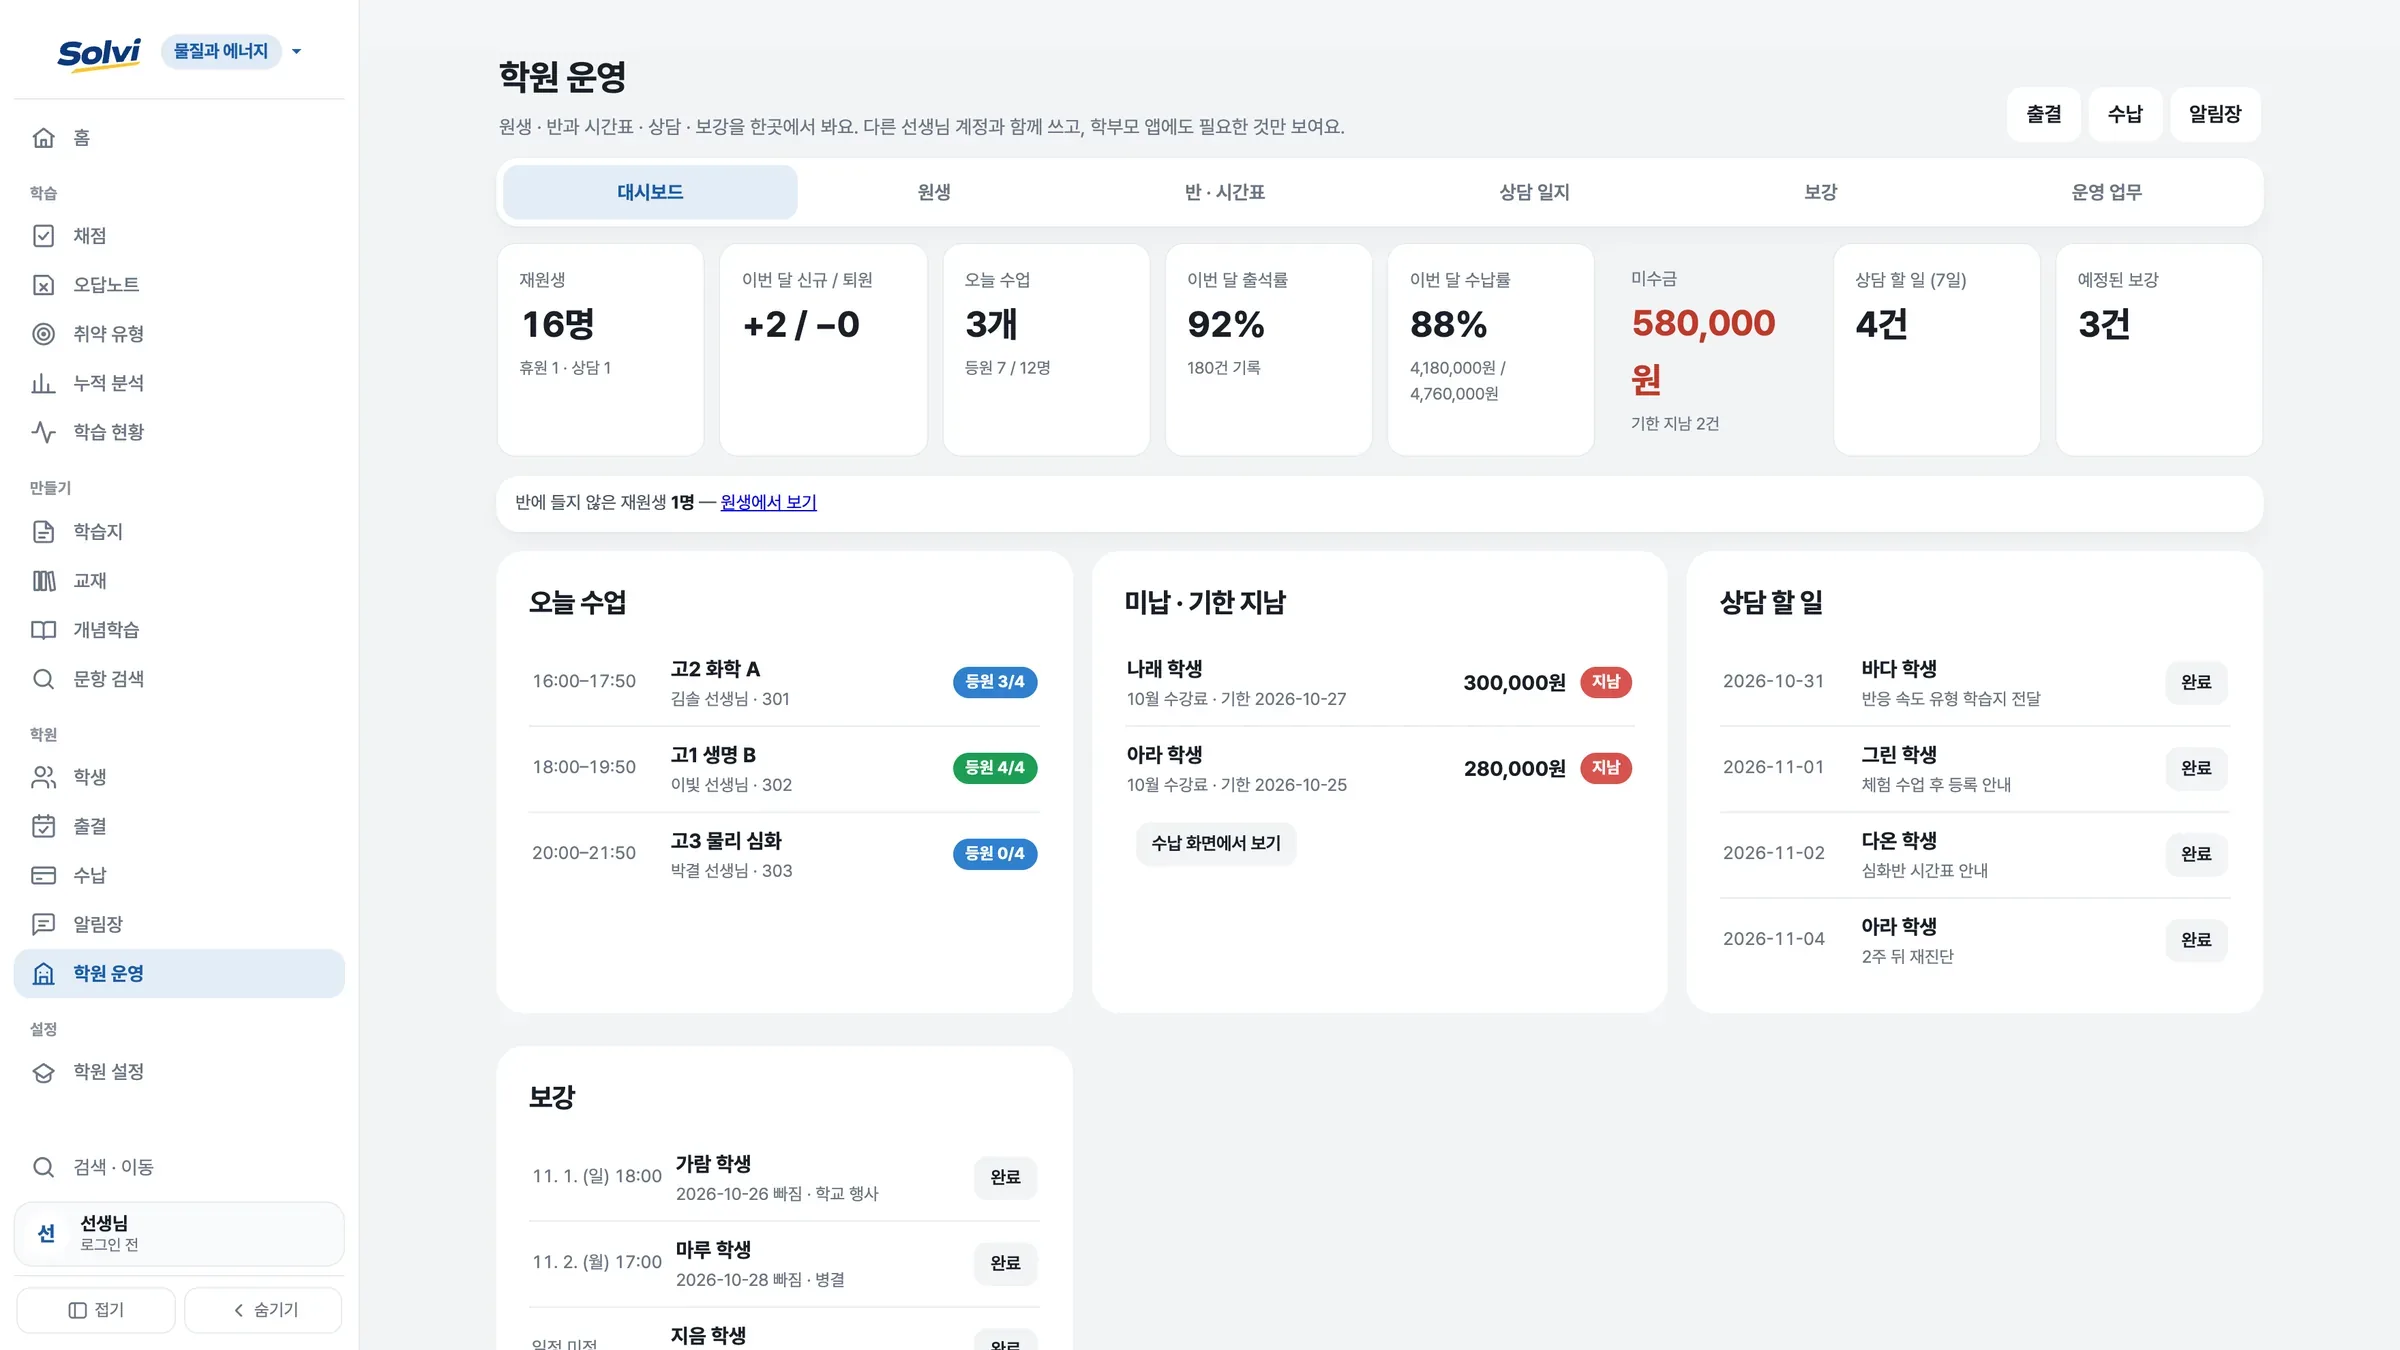 Solvi
물질과 에너지
홈
학습
채점
오답노트
취약 유형
누적 분석
학습 현황
만들기
학습지
교재
개념학습
문항 검색
학원
학생
출결
수납
알림장
학원 운영
설정
학원 설정
검색 · 이동
선
선생님
로그인 전
접기
숨기기
학원 운영
원생 · 반과 시간표 · 상담 · 보강을 한곳에서 봐요. 다른 선생님 계정과 함께 쓰고, 학부모 앱에도 필요한 것만 보여요.
출결
수납
알림장
대시보드
원생
반 · 시간표
상담 일지
보강
운영 업무
재원생
16명
휴원 1 · 상담 1
이번 달 신규 / 퇴원
+2 / −0
오늘 수업
3개
등원 7 / 12명
이번 달 출석률
92%
180건 기록
이번 달 수납률
88%
4,180,000원 /
4,760,000원
미수금
580,000
원
기한 지남 2건
상담 할 일 (7일)
4건
예정된 보강
3건
반에 들지 않은 재원생 1명 — 원생에서 보기
오늘 수업
16:00–17:50
고2 화학 A
김솔 선생님 · 301
등원 3/4
18:00–19:50
고1 생명 B
이빛 선생님 · 302
등원 4/4
20:00–21:50
고3 물리 심화
박결 선생님 · 303
등원 0/4
미납 · 기한 지남
나래 학생
10월 수강료 · 기한 2026-10-27
300,000원
지남
아라 학생
10월 수강료 · 기한 2026-10-25
280,000원
지남
수납 화면에서 보기
상담 할 일
2026-10-31
바다 학생
반응 속도 유형 학습지 전달
완료
2026-11-01
그린 학생
체험 수업 후 등록 안내
완료
2026-11-02
다온 학생
심화반 시간표 안내
완료
2026-11-04
아라 학생
2주 뒤 재진단
완료
보강
11. 1. (일) 18:00
가람 학생
2026-10-26 빠짐 · 학교 행사
완료
11. 2. (월) 17:00
마루 학생
2026-10-28 빠짐 · 병결
완료
일정 미정
지음 학생
완료